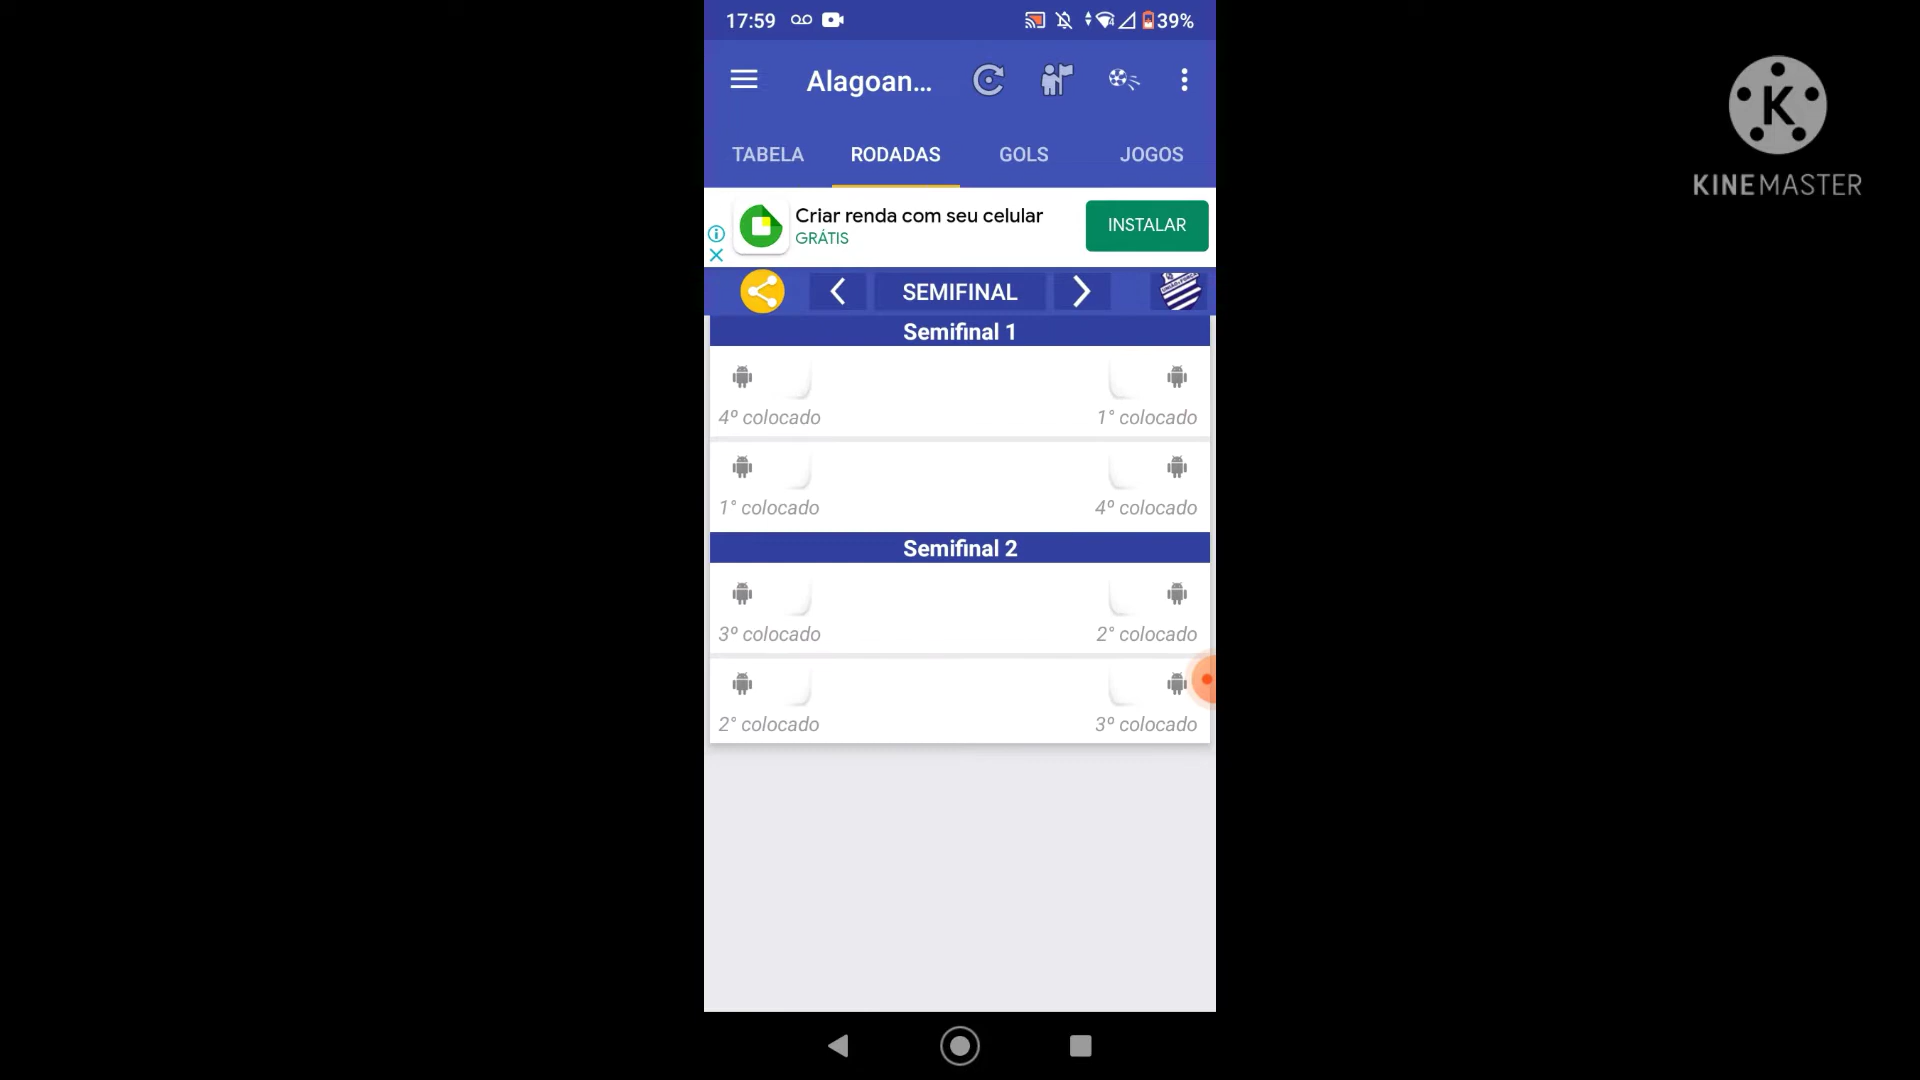 17:59
39%
K
KINEMASTER
Alagoan...
TABELA RODADAS GOLS JOGOS
Criar renda com seu celular
GRÁTIS
INSTALAR
SEMIFINAL
Semifinal 1
4º colocado 1° colocado
1° colocado 4º colocado
Semifinal 2
3º colocado 2° colocado
2° colocado 3º colocado